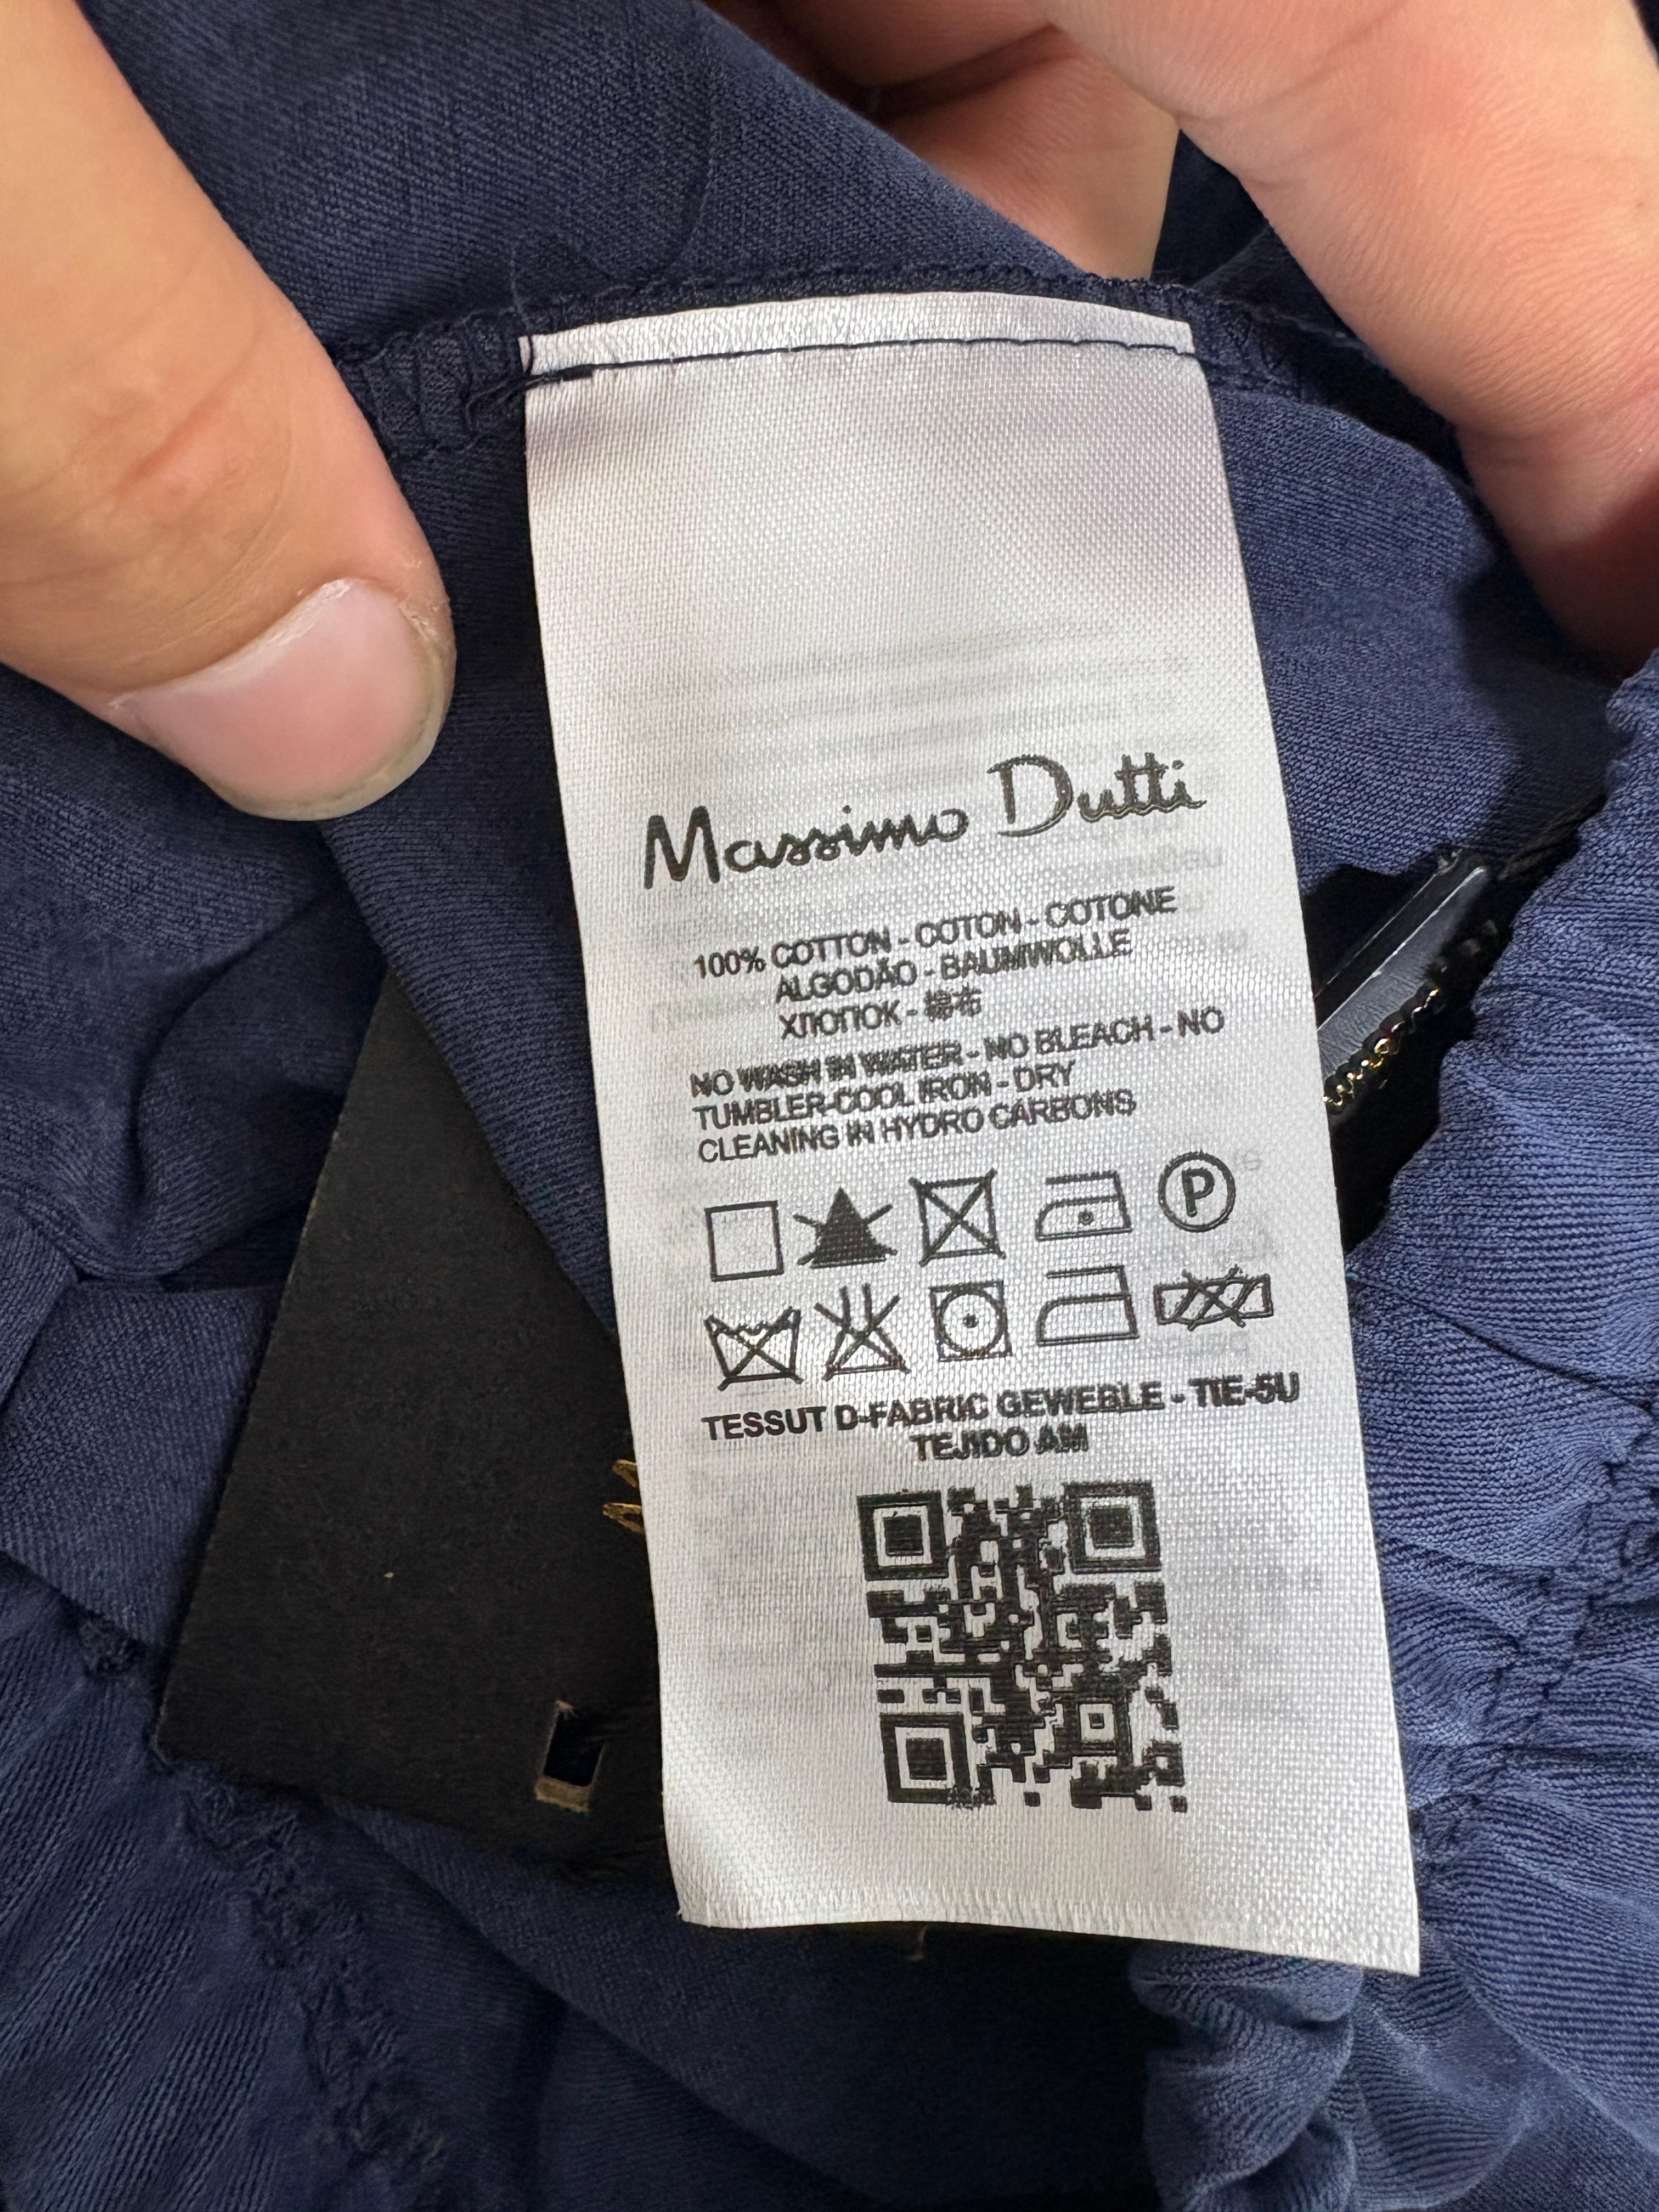 Massimo Dutti
100% COTTON - COTON - COTONE
ALGODÃO - BAUMWOLLE
ХЛОПОК - 綿布
NO WASH IN WATER - NO BLEACH - NO
TUMBLER-COOL IRON - DRY
CLEANING IN HYDRO CARBONS
P
TESSUT D-FABRIC GEWEBLE - TIE-5U
TEJIDO AM